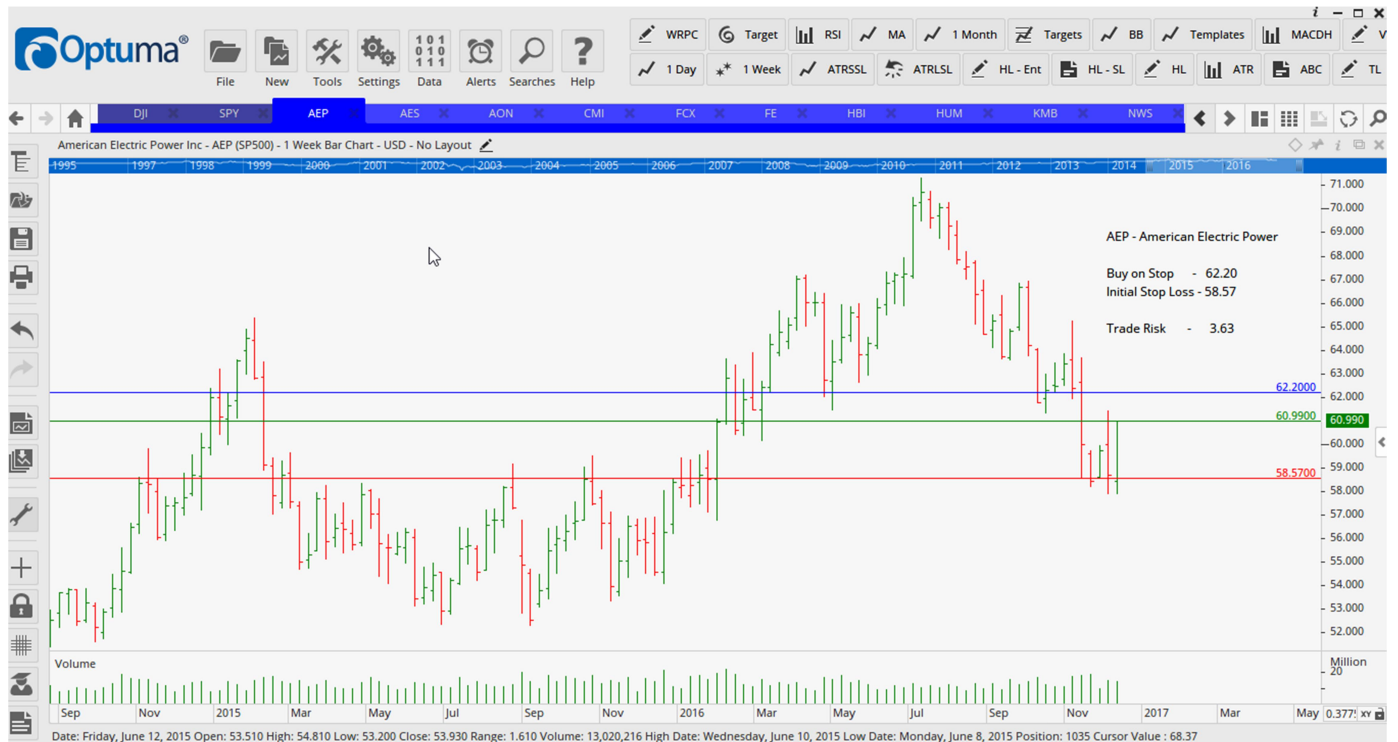 Optuma®
File New Tools Settings Data Alerts Searches Help
101
010
111
WRPC Target RSI MA 1 Month Targets BB Templates MACDH V
1 Day 1 Week ATRSSL ATRLSL HL - Ent HL - SL HL ATR ABC TL
DJI SPY AEP AES AON CMI FCX FE HBI HUM KMB NWS
American Electric Power Inc - AEP (SP500) - 1 Week Bar Chart - USD - No Layout
1995 1997 1998 1999 2000 2001 2002 2003 2004 2005 2006 2007 2008 2009 2010 2011 2012 2013 2014 2015 2016
71.000
70.000
69.000
68.000
67.000
66.000
65.000
64.000
63.000
62.000
60.990
60.000
59.000
58.000
57.000
56.000
55.000
54.000
53.000
52.000
AEP - American Electric Power
Buy on Stop - 62.20
Initial Stop Loss - 58.57
Trade Risk - 3.63
62.2000
60.9900
58.5700
Volume
Million
20
Sep Nov 2015 Mar May Jul Sep Nov 2016 Mar May Jul Sep Nov 2017 Mar May
0.377 XY
Date: Friday, June 12, 2015 Open: 53.510 High: 54.810 Low: 53.200 Close: 53.930 Range: 1.610 Volume: 13,020,216 High Date: Wednesday, June 10, 2015 Low Date: Monday, June 8, 2015 Position: 1035 Cursor Value : 68.37